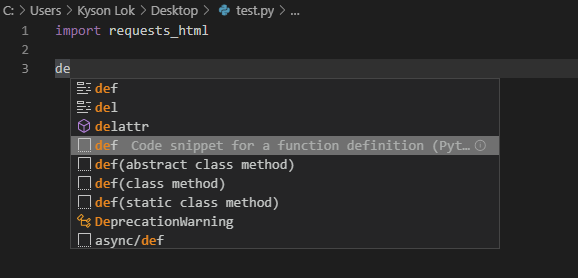 C: > Users > Kyson Lok > Desktop > test.py > ...
1 import requests_html
2
3 de
def
del
delattr
def Code snippet for a function definition (Pyt...
def(abstract class method)
def(class method)
def(static class method)
DeprecationWarning
async/def